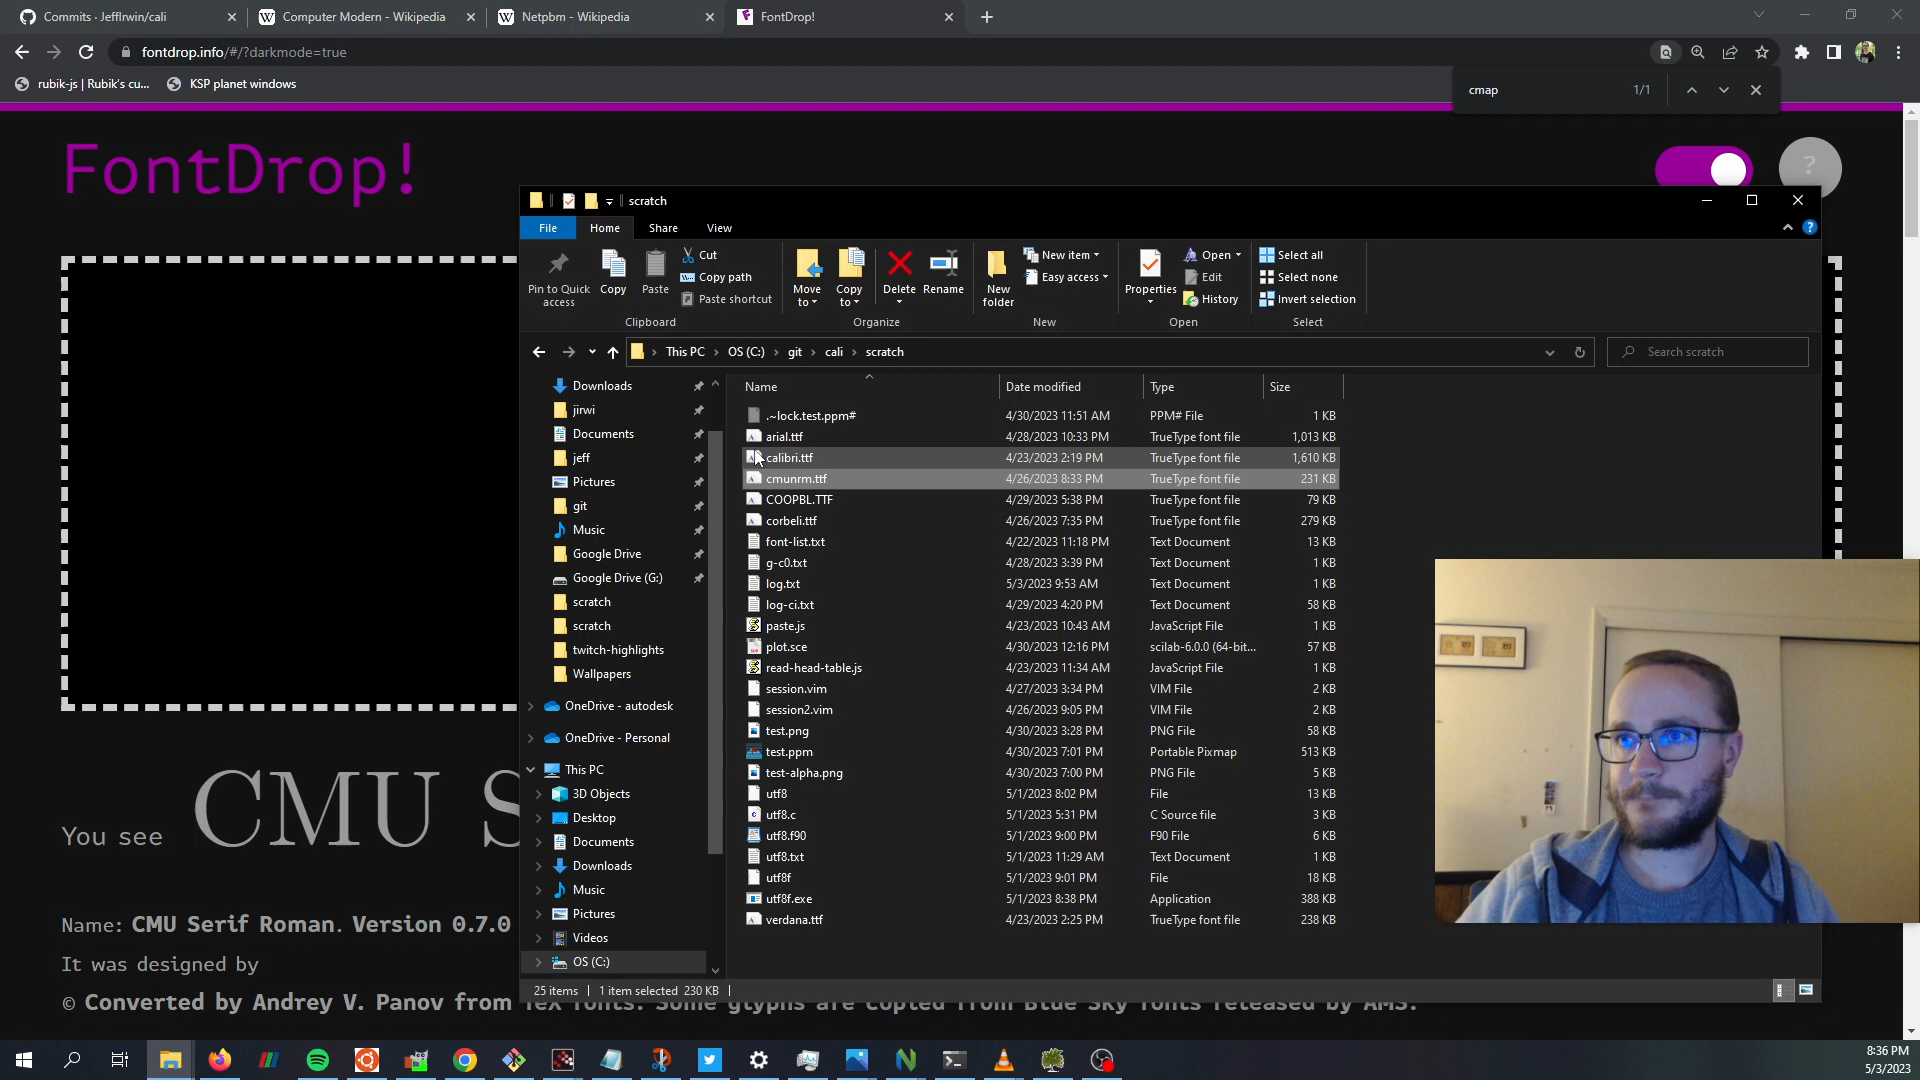 Commits · JeffIrwin/cali
Computer Modern - Wikipedia
Netpbm - Wikipedia
FontDrop!
fontdrop.info/#/?darkmode=true
rubik-js | Rubik's cu...
KSP planet windows
cmap
1/1
FontDrop!
?
scratch
File
Home
Share
View
Pin to Quick access
Copy
Paste
Cut
Copy path
Paste shortcut
Move to
Copy to
Delete
Rename
New folder
New item
Easy access
Properties
Open
Edit
History
Select all
Select none
Invert selection
Clipboard
Organize
New
Open
Select
This PC > OS (C:) > git > cali > scratch
Search scratch
Downloads
jirwi
Documents
jeff
Pictures
git
Music
Google Drive
Google Drive (G:)
scratch
scratch
twitch-highlights
Wallpapers
OneDrive - autodesk
OneDrive - Personal
This PC
3D Objects
Desktop
Documents
Downloads
Music
Pictures
Videos
OS (C:)
Name Date modified Type Size
.~lock.test.ppm# 4/30/2023 11:51 AM PPM# File 1 KB
arial.ttf 4/28/2023 10:33 PM TrueType font file 1,013 KB
calibri.ttf 4/23/2023 2:19 PM TrueType font file 1,610 KB
cmunrm.ttf 4/26/2023 8:33 PM TrueType font file 231 KB
COOPBL.TTF 4/29/2023 5:38 PM TrueType font file 79 KB
corbeli.ttf 4/26/2023 7:35 PM TrueType font file 279 KB
font-list.txt 4/22/2023 11:18 PM Text Document 13 KB
g-c0.txt 4/28/2023 3:39 PM Text Document 1 KB
log.txt 5/3/2023 9:53 AM Text Document 1 KB
log-ci.txt 4/29/2023 4:20 PM Text Document 58 KB
paste.js 4/23/2023 10:43 AM JavaScript File 1 KB
plot.sce 4/30/2023 12:16 PM scilab-6.0.0 (64-bit... 57 KB
read-head-table.js 4/23/2023 11:34 AM JavaScript File 1 KB
session.vim 4/27/2023 3:34 PM VIM File 2 KB
session2.vim 4/26/2023 9:05 PM VIM File 2 KB
test.png 4/30/2023 3:28 PM PNG File 58 KB
test.ppm 4/30/2023 7:01 PM Portable Pixmap 513 KB
test-alpha.png 4/30/2023 7:00 PM PNG File 5 KB
utf8 5/1/2023 8:02 PM File 13 KB
utf8.c 5/1/2023 5:31 PM C Source file 3 KB
utf8.f90 5/1/2023 9:00 PM F90 File 6 KB
utf8.txt 5/1/2023 11:29 AM Text Document 1 KB
utf8f 5/1/2023 9:01 PM File 18 KB
utf8f.exe 5/1/2023 8:38 PM Application 388 KB
verdana.ttf 4/23/2023 2:25 PM TrueType font file 238 KB
25 items 1 item selected 230 KB
You see CMU S
Name: CMU Serif Roman. Version 0.7.0
It was designed by
© Converted by Andrey V. Panov from TeX fonts. Some glyphs are copied from Blue Sky fonts released by AMS.
8:36 PM
5/3/2023